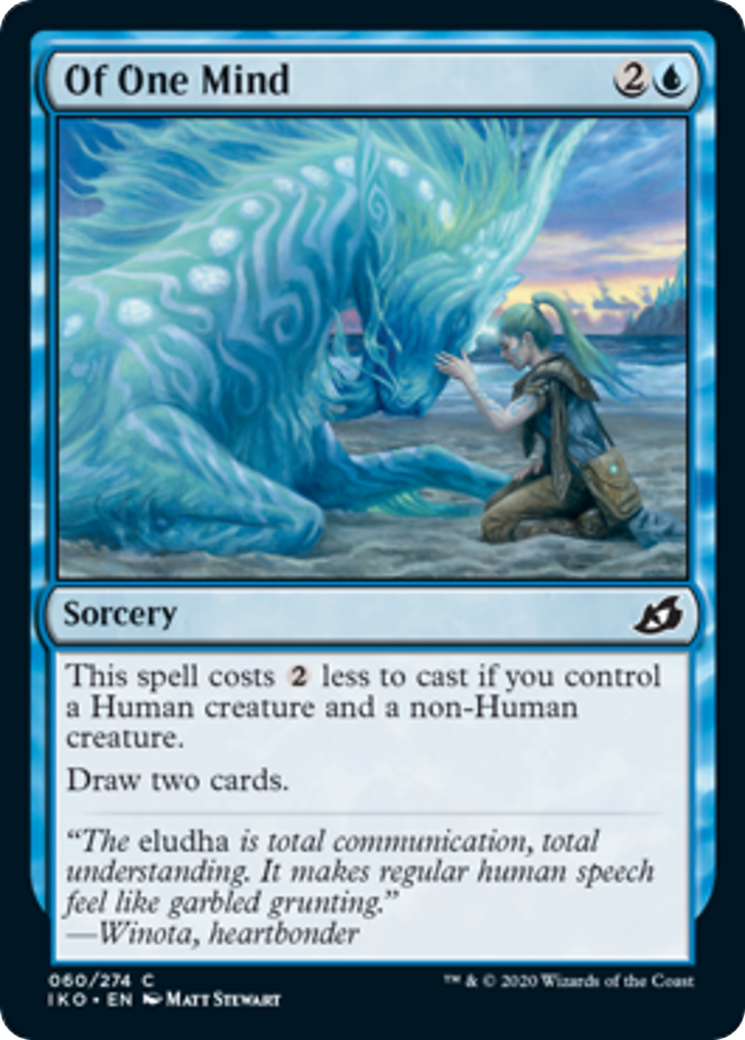 Of One Mind 2
Sorcery
This spell costs 2 less to cast if you control
a Human creature and a non-Human
creature.
Draw two cards.
“The eludha is total communication, total
understanding. It makes regular human speech
feel like garbled grunting.”
—Winota, heartbonder
060/274 C
IKO • EN Matt Stewart
™ & © 2020 Wizards of the Coast